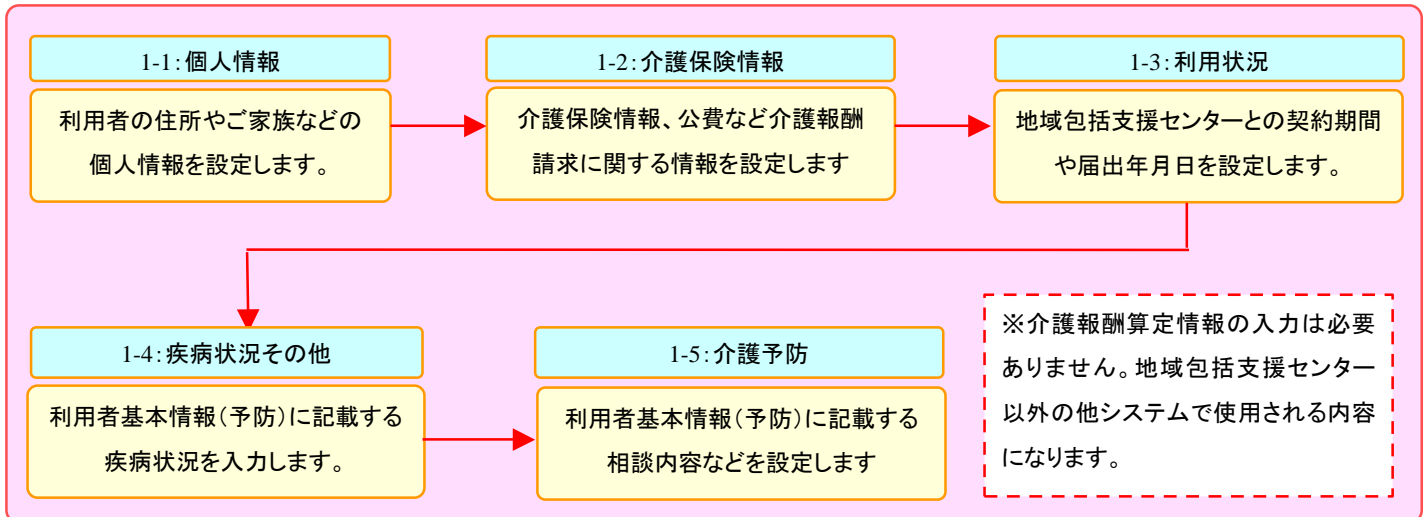 1-1:個人情報
利用者の住所やご家族などの
個人情報を設定します。
1-2:介護保険情報
介護保険情報、公費など介護報酬
請求に関する情報を設定します
1-3:利用状況
地域包括支援センターとの契約期間
や届出年月日を設定します。
1-4:疾病状況その他
利用者基本情報(予防)に記載する
疾病状況を入力します。
1-5:介護予防
利用者基本情報(予防)に記載する
相談内容などを設定します
※介護報酬算定情報の入力は必要
ありません。地域包括支援センター
以外の他システムで使用される内容
になります。